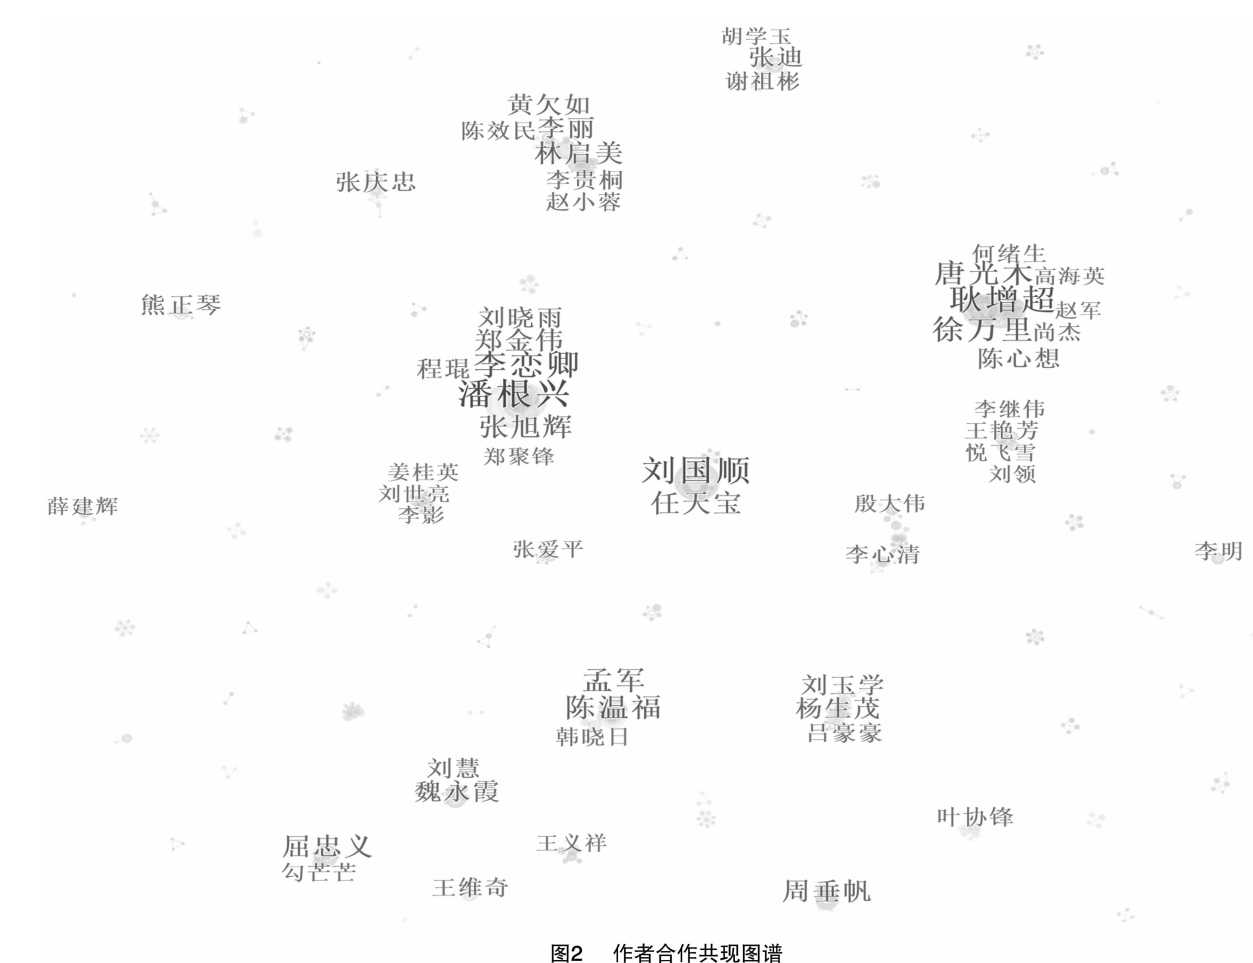 胡学玉
张迪
谢祖彬
黄欠如
陈效民 李丽
林启美
李贵桐
赵小蓉
张庆忠
何绪生
唐光木 高海英
耿增超 赵军
徐万里 尚杰
陈心想
熊正琴
刘晓雨
郑金伟
程琨 李恋卿
潘根兴
张旭辉
郑聚锋
李继伟
王艳芳
悦飞雪
刘领
姜桂英
刘世亮
李影
刘国顺
任天宝
薛建辉
殷大伟
张爱平
李心清
李明
孟军
陈温福
韩晓日
刘玉学
杨生茂
吕豪豪
刘慧
魏永霞
叶协锋
屈忠义
勾芒芒
王义祥
王维奇
周垂帆
图2 作者合作共现图谱